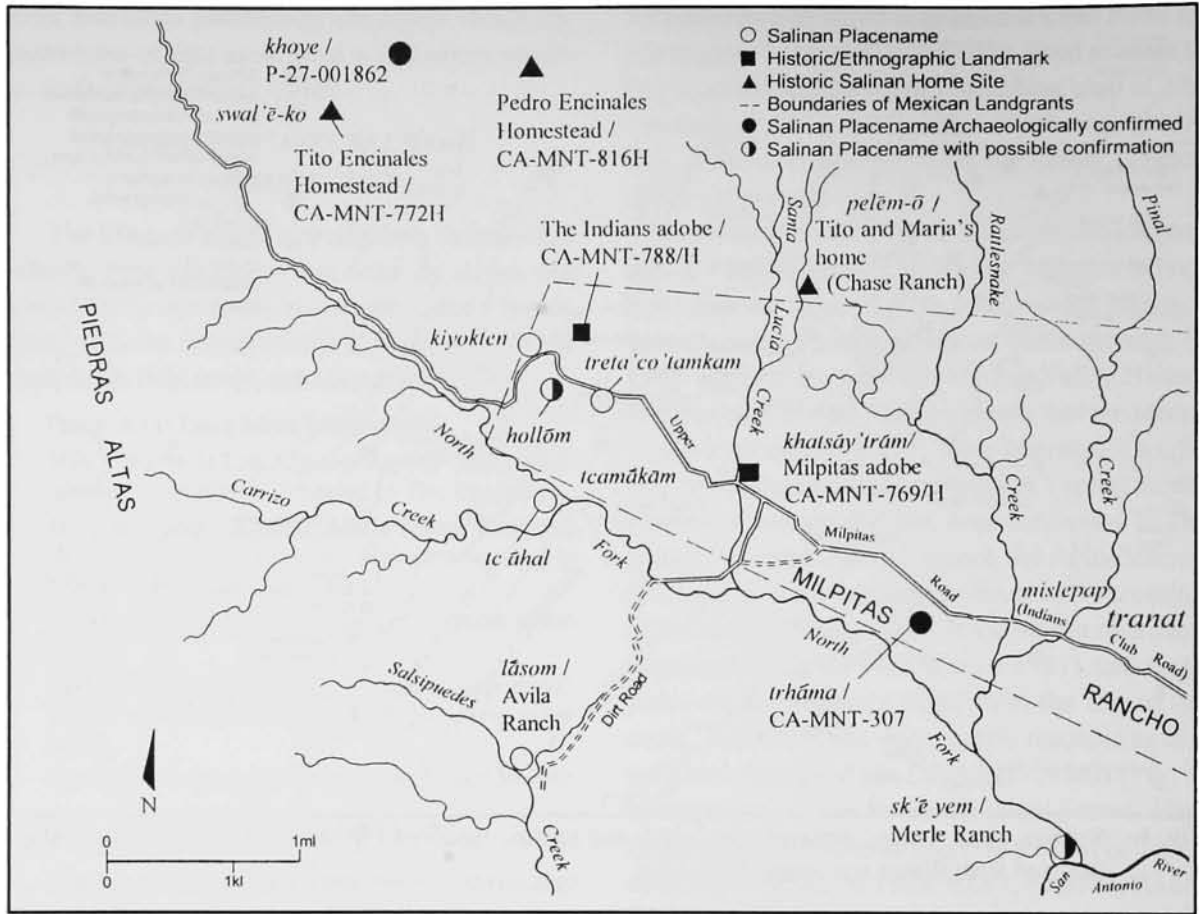 khoye /
P-27-001862
swal'ē-ko
Tito Encinales
Homestead /
CA-MNT-772H
Pedro Encinales
Homestead /
CA-MNT-816H
○ Salinan Placename
■ Historic/Ethnographic Landmark
▲ Historic Salinan Home Site
-- Boundaries of Mexican Landgrants
● Salinan Placename Archaeologically confirmed
◑ Salinan Placename with possible confirmation
The Indians adobe /
CA-MNT-788/H
Santa
Lucia
Creek
pelēm-ō /
Tito and Maria's
home
(Chase Ranch)
Rattlesnake
Creek
Pinal
Creek
PIEDRAS
ALTAS
kiyokten
treta'co'tamkam
hollōm
North
Fork
Upper
Milpitas
Road
(Indians
Club Road)
khatsáy'trām/
Milpitas adobe
CA-MNT-769/H
tcamākām
Carrizo
Creek
tc āhal
MILPITAS
RANCHO
mislepap
tranat
North
Fork
trhāma /
CA-MNT-307
lāsom /
Avila
Ranch
Salsipuedes
Creek
Dirt Road
sk'ē yem /
Merle Ranch
San
Antonio
River
N
0 1ml
0 1kl